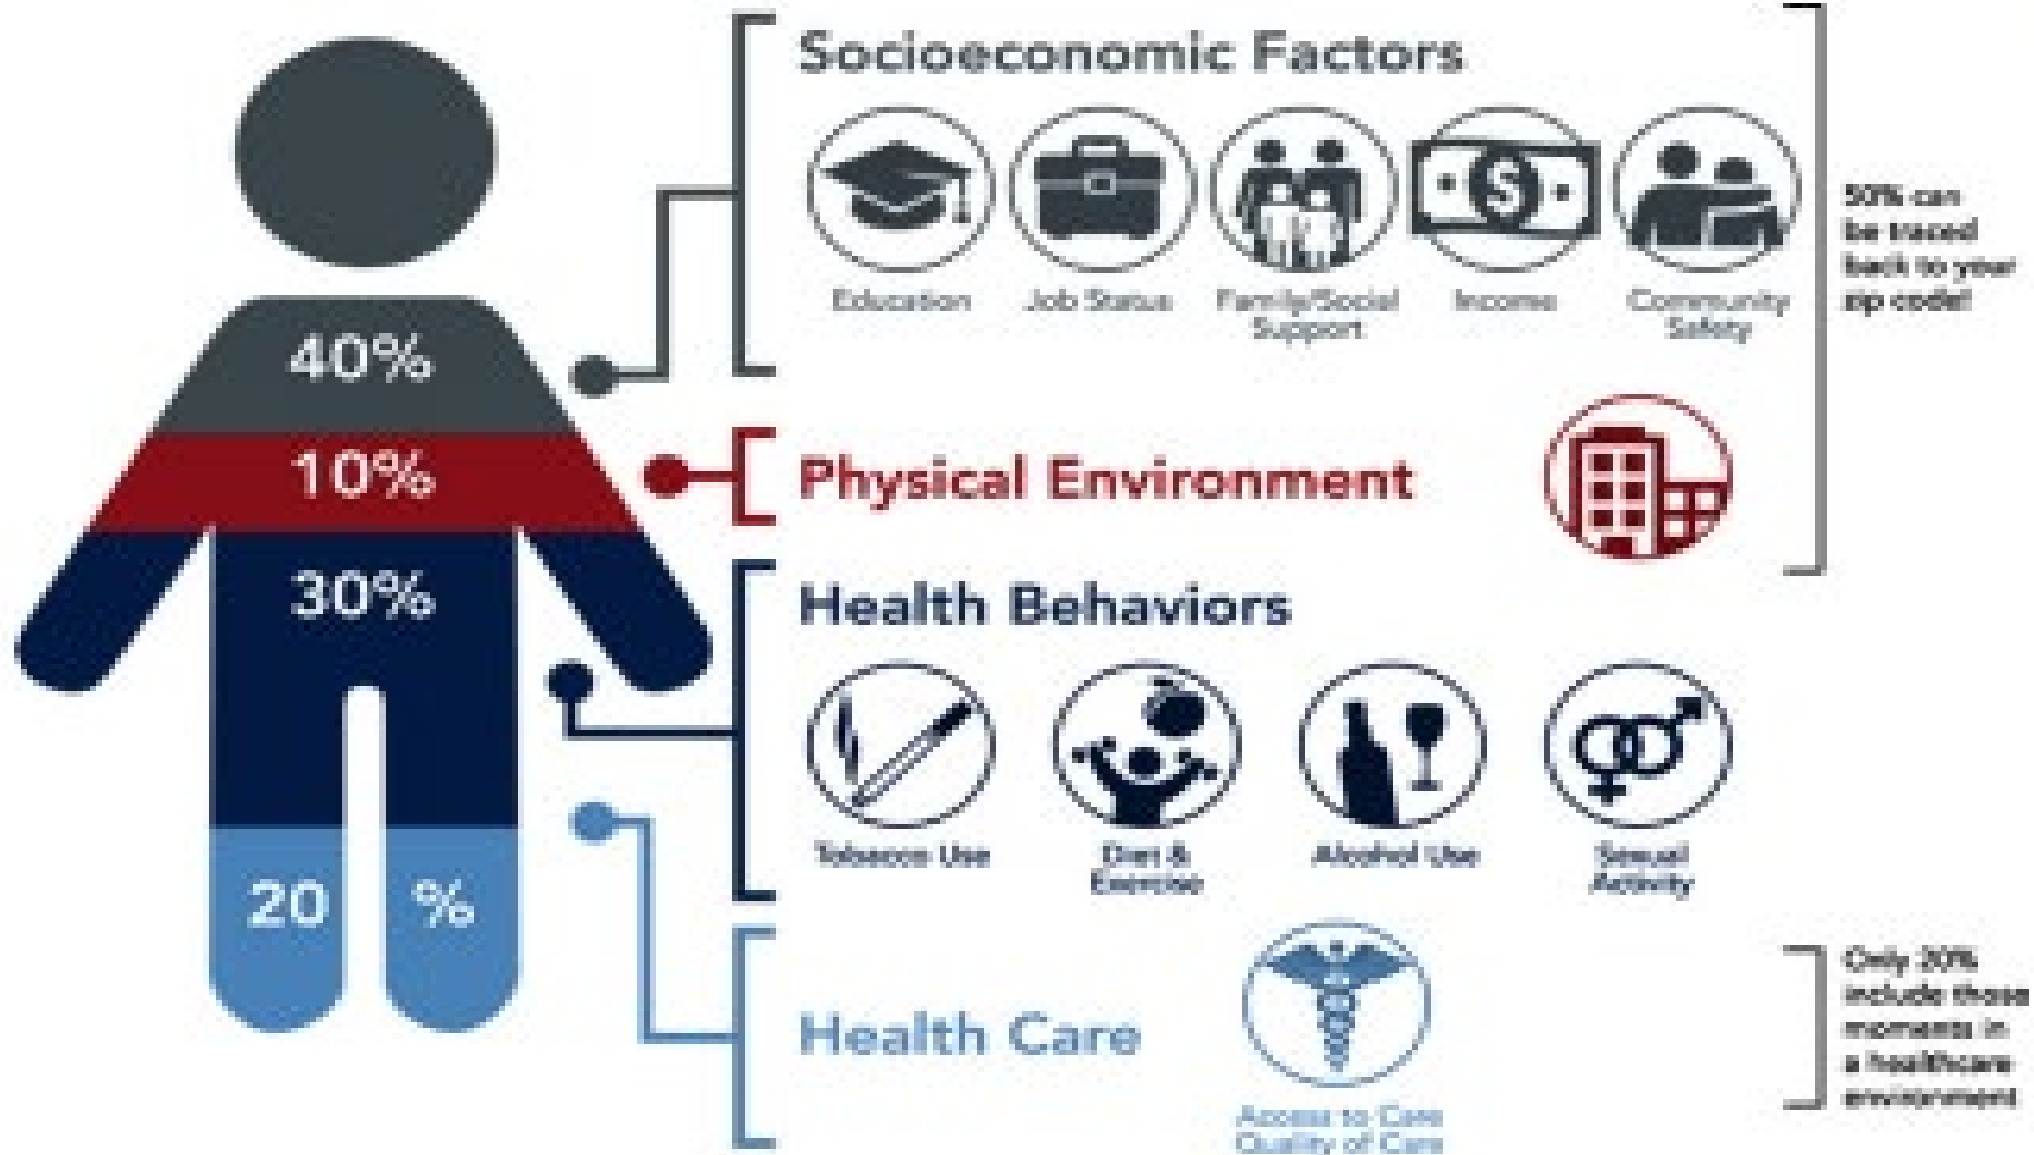 Socioeconomic Factors
Education
Job Status
Family/Social
Support
Income
Community
Safety
50% can
be traced
back to your
zip code!
40%
10%
Physical Environment
30%
Health Behaviors
Tobacco Use
Diet &
Exercise
Alcohol Use
Sexual
Activity
20 %
Health Care
Access to Care
Quality of Care
Only 20%
include those
moments in
a healthcare
environment